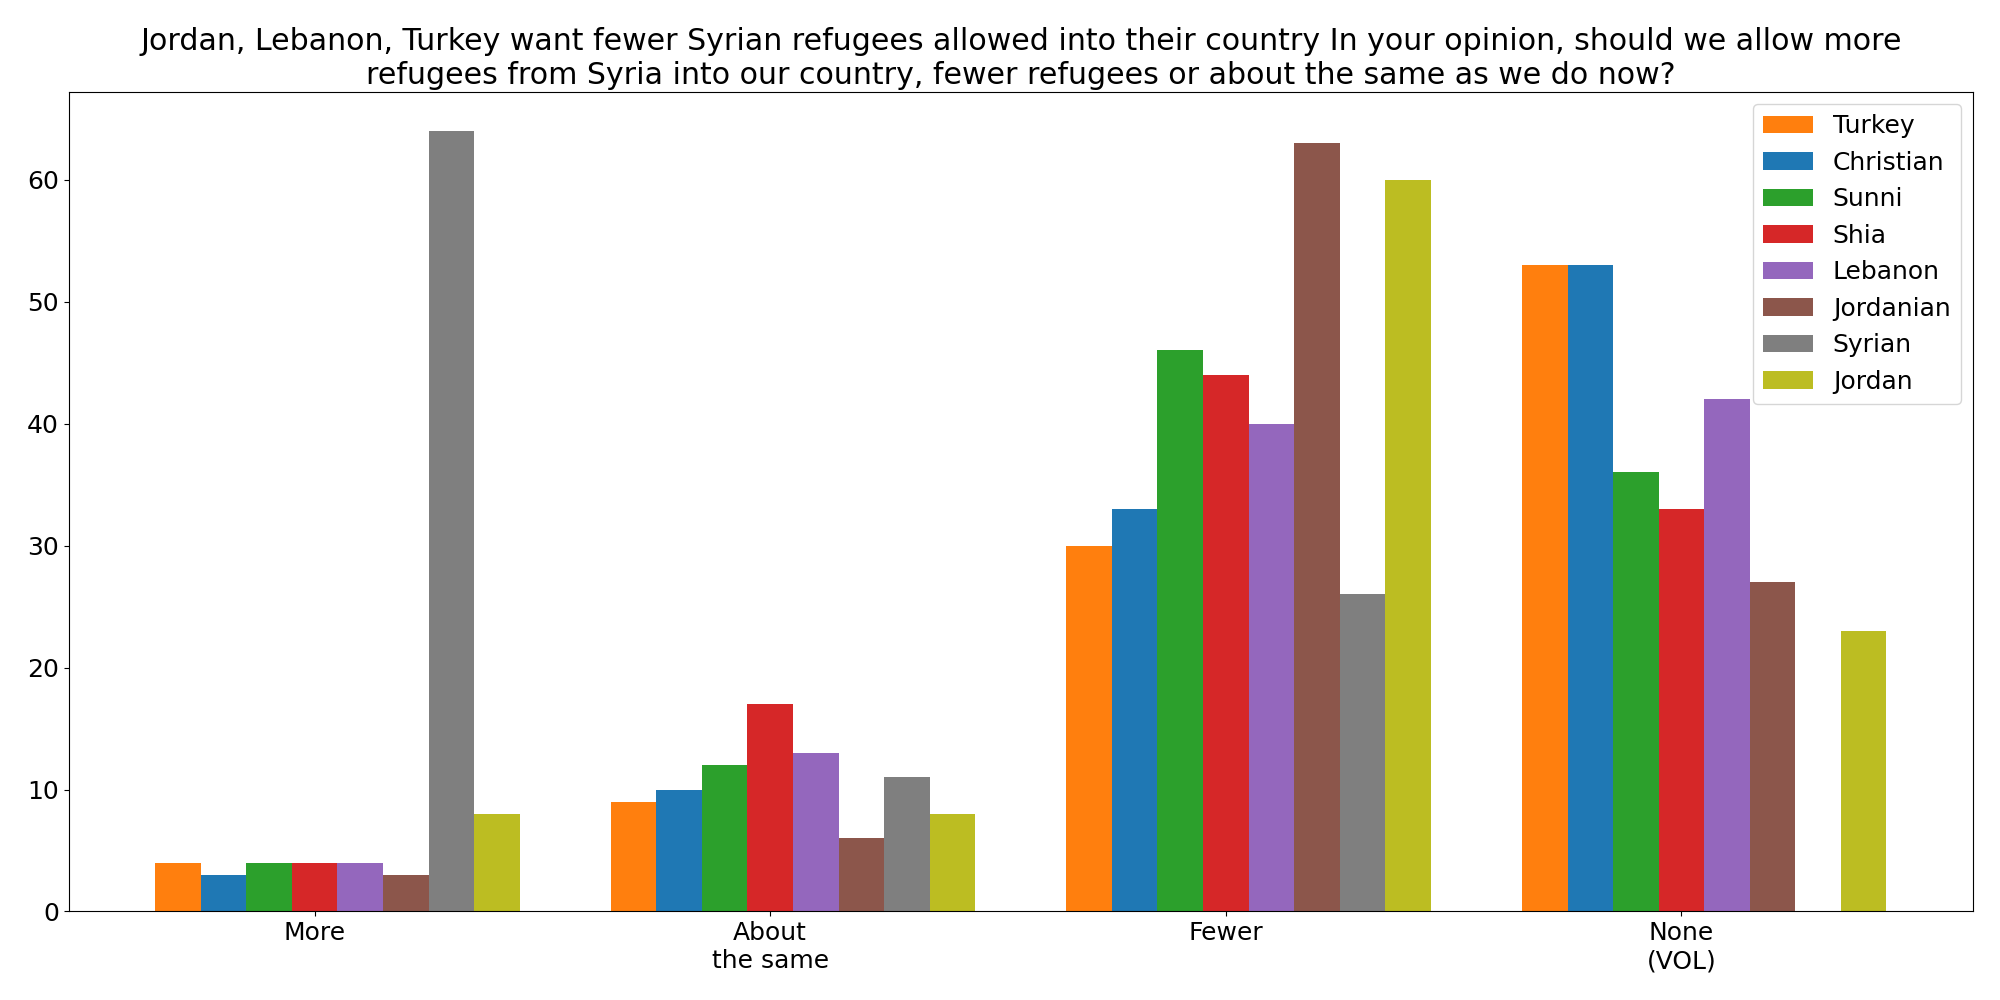 Jordan, Lebanon, Turkey want fewer Syrian refugees allowed into their country In your opinion, should we allow more
refugees from Syria into our country, fewer refugees or about the same as we do now?
Turkey
Christian
Sunni
Shia
Lebanon
Jordanian
Syrian
Jordan
60
50
40
30
20
10
0
More
About
the same
Fewer
None
(VOL)